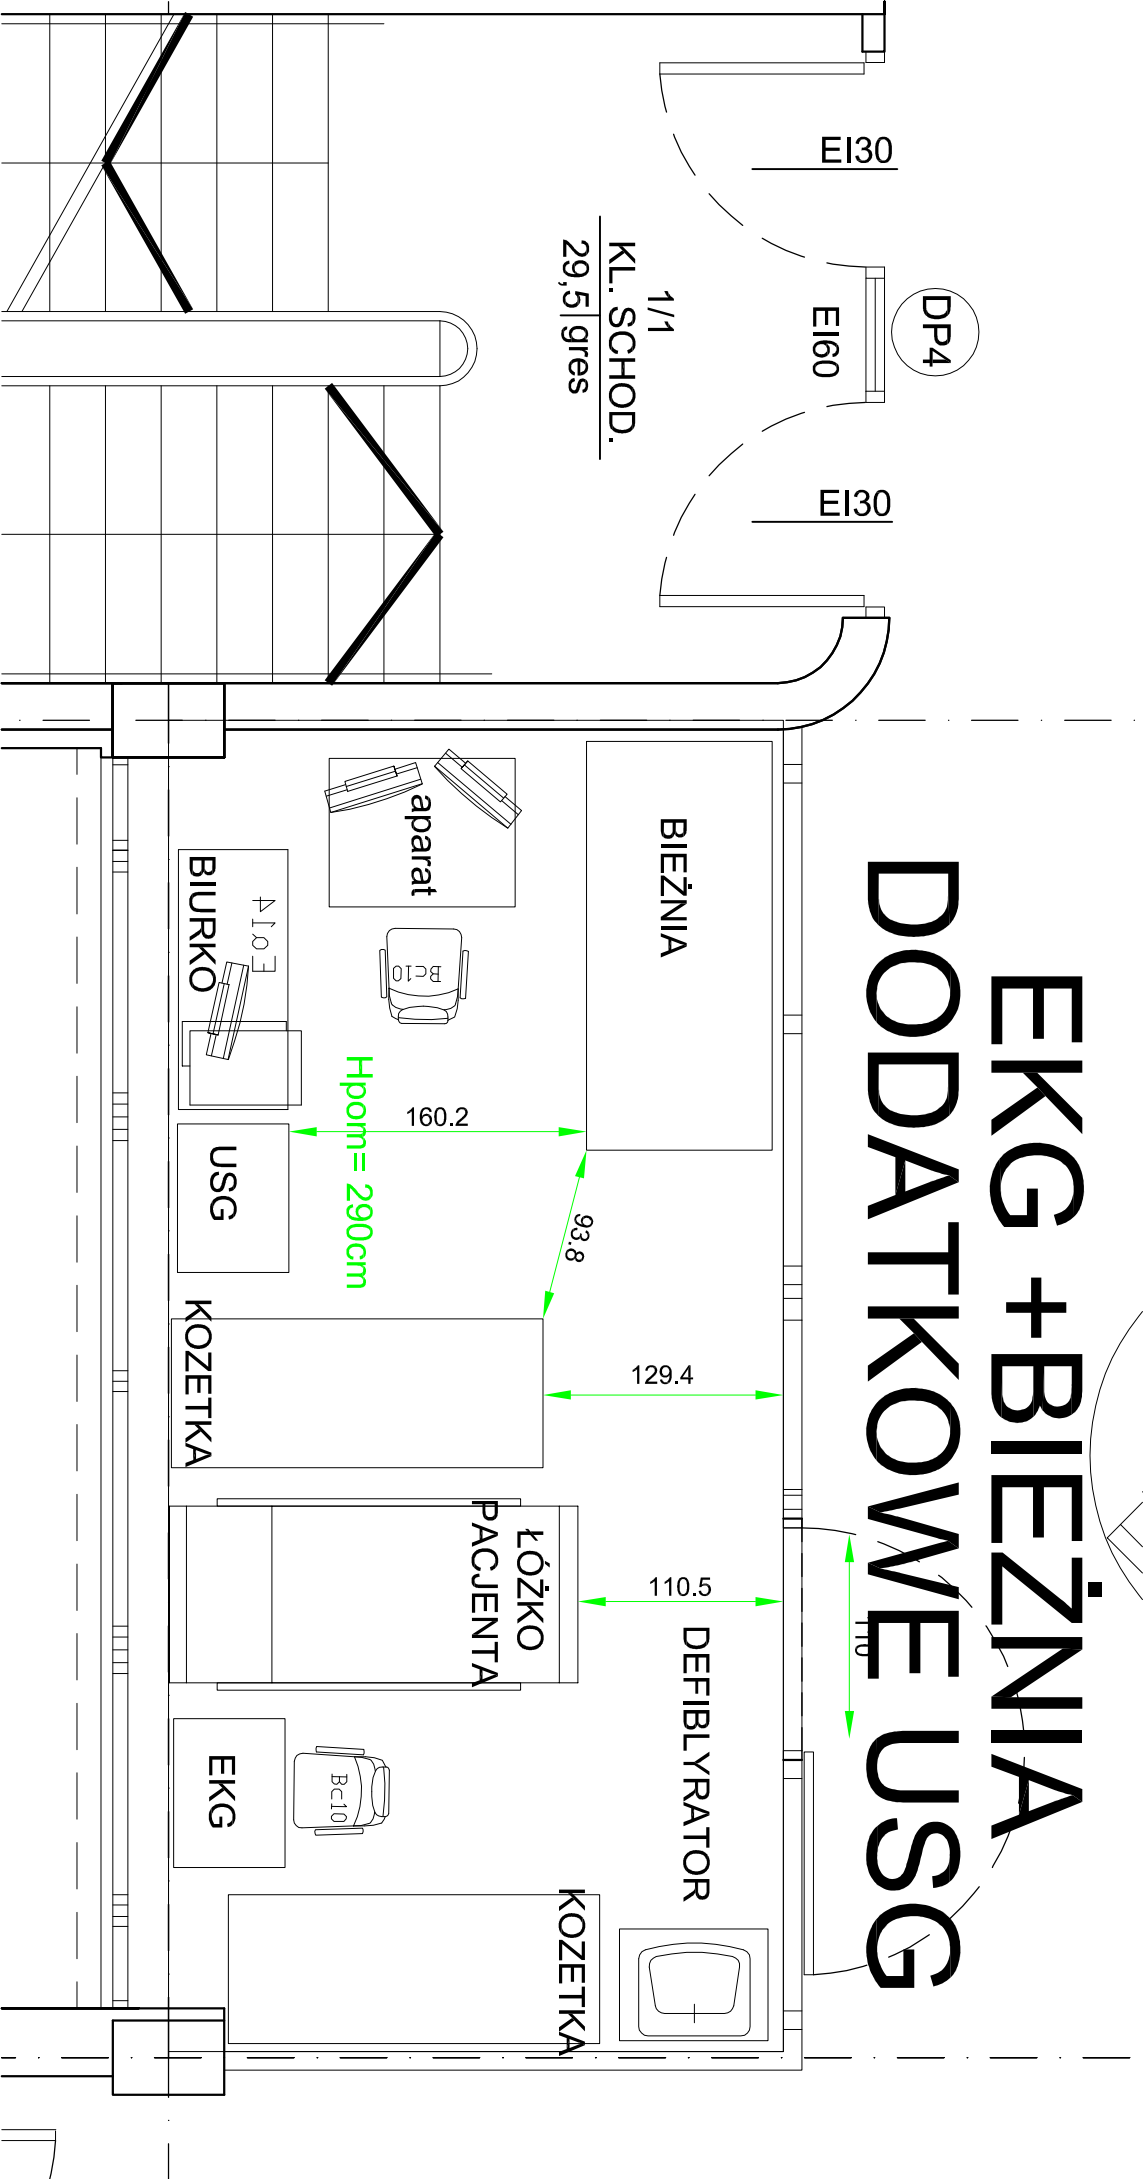 EKG +BIEŻNIA
DODATKOWE USG
DP4
EI30
EI60
EI30
1/1
KL. SCHOD.
29,5 gres
BIEŻNIA
aparat
BIURKO
Eα14
Bc10
Hpom= 290cm
160.2
93.8
USG
KOZETKA
129.4
ŁÓŻKO
PACJENTA
110.5
110
DEFIBLYRATOR
EKG
Bc10
KOZETKA